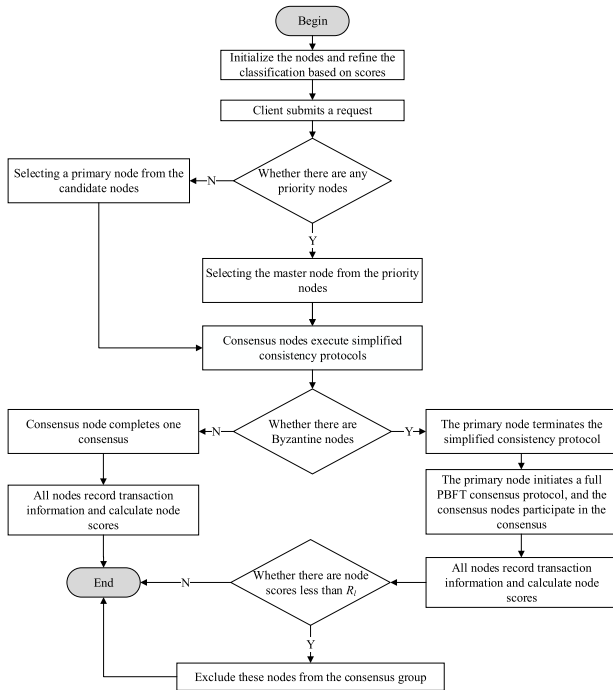 Begin
Initialize the nodes and refine the
classification based on scores
Client submits a request
Whether there are any
priority nodes
N
Selecting a primary node from the
candidate nodes
Y
Selecting the master node from the priority
nodes
Consensus nodes execute simplified
consistency protocols
Whether there are
Byzantine nodes
N
Consensus node completes one
consensus
All nodes record transaction
information and calculate node
scores
Y
The primary node terminates the
simplified consistency protocol
The primary node initiates a full
PBFT consensus protocol, and the
consensus nodes participate in the
consensus
All nodes record transaction
information and calculate node
scores
Whether there are node
scores less than Rl
N
End
Y
Exclude these nodes from the consensus group